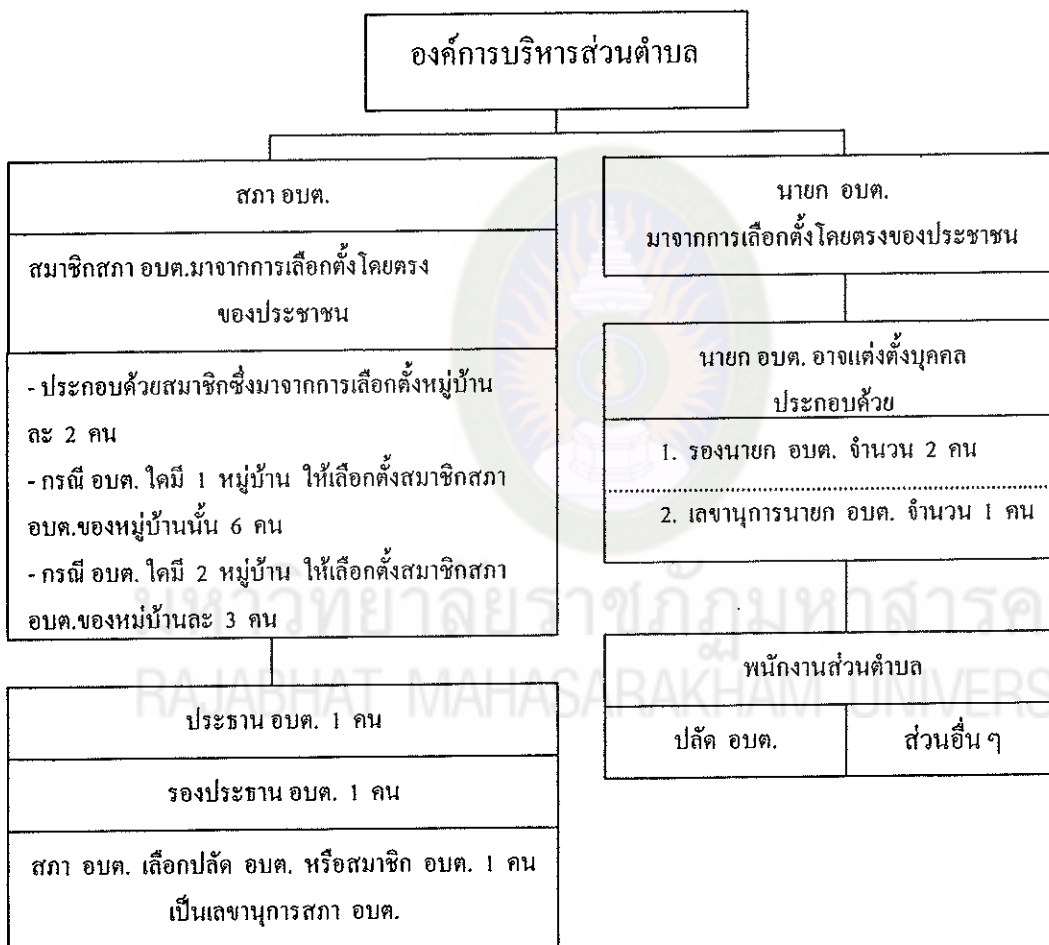 องค์การบริหารส่วนตำบล
สภา อบต.
สมาชิกสภา อบต.มาจากการเลือกตั้งโดยตรง
ของประชาชน
- ประกอบด้วยสมาชิกซึ่งมาจากการเลือกตั้งหมู่บ้าน
ละ 2 คน
- กรณี อบต. ใดมี 1 หมู่บ้าน ให้เลือกตั้งสมาชิกสภา
อบต.ของหมู่บ้านนั้น 6 คน
- กรณี อบต. ใดมี 2 หมู่บ้าน ให้เลือกตั้งสมาชิกสภา
อบต.ของหมู่บ้านละ 3 คน
ประธาน อบต. 1 คน
รองประธาน อบต. 1 คน
สภา อบต. เลือกปลัด อบต. หรือสมาชิก อบต. 1 คน
เป็นเลขานุการสภา อบต.
นายก อบต.
มาจากการเลือกตั้งโดยตรงของประชาชน
นายก อบต. อาจแต่งตั้งบุคคล
ประกอบด้วย
1. รองนายก อบต. จำนวน 2 คน
2. เลขานุการนายก อบต. จำนวน 1 คน
พนักงานส่วนตำบล
ปลัด อบต.
ส่วนอื่น ๆ
มหาวิทยาลัยราชภัฏมหาสารค
RAJABHAT MAHASARAKHAM UNIVERS